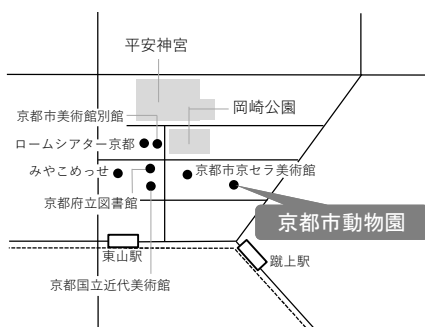 平安神宮
岡崎公園
京都市美術館別館
ロームシアター京都
みやこめっせ
京都市京セラ美術館
京都府立図書館
京都市動物園
東山駅
蹴上駅
京都国立近代美術館